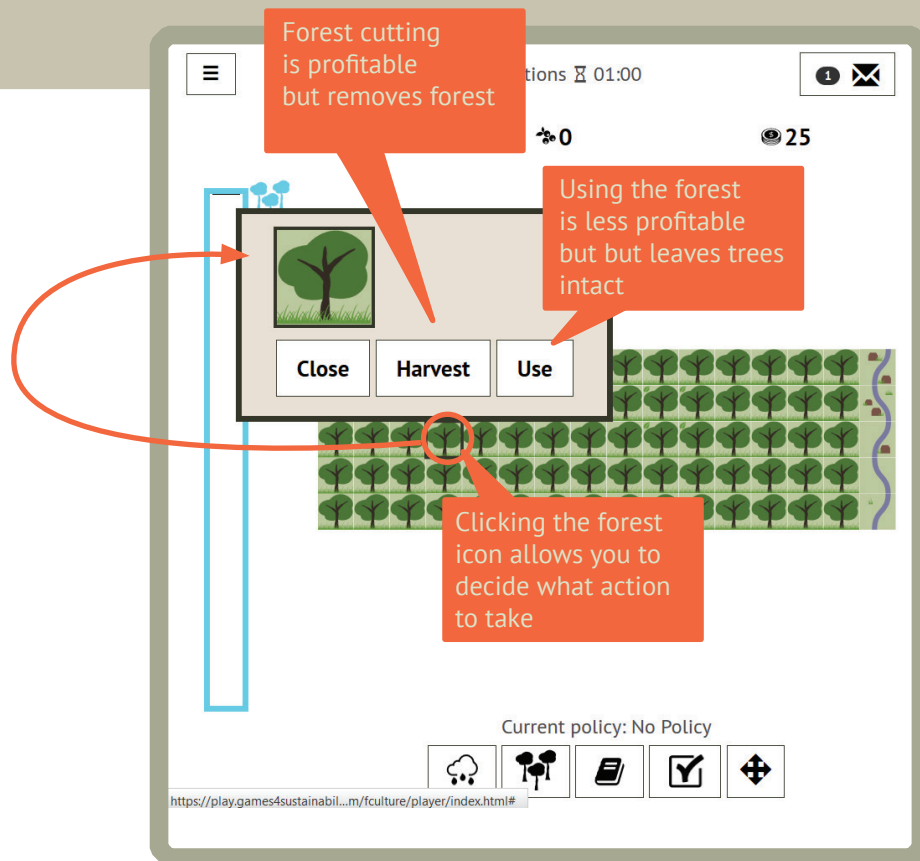 Forest cutting
is profitable
but removes forest
☰
tions ⌛ 01:00
1
0
25
Using the forest
is less profitable
but but leaves trees
intact
Close
Harvest
Use
Clicking the forest
icon allows you to
decide what action
to take
Current policy: No Policy
https://play.games4sustainabil...m/fculture/player/index.html#